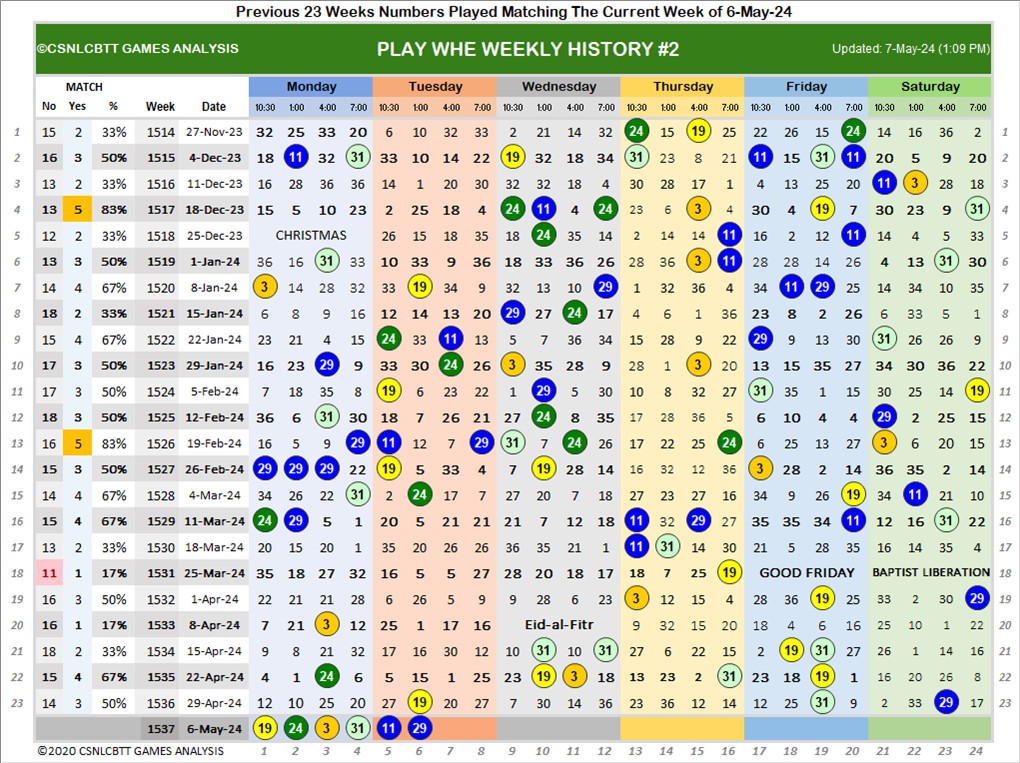 Previous 23 Weeks Numbers Played Matching The Current Week of 6-May-24
©CSNLCBTT GAMES ANALYSIS PLAY WHE WEEKLY HISTORY #2 Updated: 7-May-24 (1:09 PM)
MATCH Monday Tuesday Wednesday Thursday Friday Saturday
No Yes % Week Date 10:30 1:00 4:00 7:00 10:30 1:00 4:00 7:00 10:30 1:00 4:00 7:00 10:30 1:00 4:00 7:00 10:30 1:00 4:00 7:00 10:30 1:00 4:00 7:00
1 15 2 33% 1514 27-Nov-23 32 25 33 20 6 10 32 33 2 21 14 32 24 15 19 25 22 26 15 24 14 16 36 2 1
2 16 3 50% 1515 4-Dec-23 18 11 32 31 33 10 14 22 19 32 18 34 31 23 8 21 11 15 31 11 20 5 9 20 2
3 13 2 33% 1516 11-Dec-23 16 28 36 36 14 1 20 30 32 32 18 4 30 28 17 1 4 13 25 20 11 3 28 18 3
4 13 5 83% 1517 18-Dec-23 15 5 10 23 2 25 18 4 24 11 4 24 23 6 3 4 30 4 19 7 30 23 9 31 4
5 12 2 33% 1518 25-Dec-23 CHRISTMAS 26 15 18 35 18 24 35 14 2 14 14 11 16 2 12 11 14 4 5 33 5
6 13 3 50% 1519 1-Jan-24 36 16 31 33 10 33 9 36 18 33 36 26 28 36 3 11 28 28 14 26 4 13 31 30 6
7 14 4 67% 1520 8-Jan-24 3 14 28 32 33 19 34 9 32 13 10 29 1 32 36 4 34 11 29 25 14 34 10 35 7
8 18 2 33% 1521 15-Jan-24 6 8 9 16 12 14 13 20 29 27 24 17 4 6 1 36 23 8 2 26 6 33 5 1 8
9 15 4 67% 1522 22-Jan-24 23 21 4 15 24 33 11 13 5 7 36 34 15 28 9 22 29 9 13 30 31 26 26 9 9
10 17 3 50% 1523 29-Jan-24 16 23 29 9 33 30 24 26 3 35 28 9 28 1 3 20 13 15 35 27 34 30 36 22 10
11 17 3 50% 1524 5-Feb-24 7 18 35 8 19 6 23 22 1 29 5 30 10 8 32 27 31 35 1 15 30 25 14 19 11
12 18 3 50% 1525 12-Feb-24 36 6 31 30 18 7 26 21 27 24 8 35 17 28 36 5 6 10 4 4 29 2 25 15 12
13 16 5 83% 1526 19-Feb-24 16 5 9 29 11 12 7 29 31 7 24 26 17 22 25 24 6 25 13 27 3 6 20 15 13
14 15 3 50% 1527 26-Feb-24 29 29 29 22 19 5 33 4 7 19 28 14 16 32 12 36 3 28 2 14 36 35 2 14 14
15 14 4 67% 1528 4-Mar-24 34 26 22 31 2 24 17 7 27 20 7 18 27 23 27 16 34 9 26 19 34 11 21 10 15
16 15 4 67% 1529 11-Mar-24 24 29 5 1 20 5 21 21 21 7 12 18 11 32 29 27 35 35 34 11 12 16 31 22 16
17 13 2 33% 1530 18-Mar-24 20 15 20 1 35 20 26 26 36 35 21 1 11 31 14 30 21 5 28 35 16 14 35 4 17
18 11 1 17% 1531 25-Mar-24 35 18 27 32 16 5 5 27 28 20 18 17 18 7 25 19 GOOD FRIDAY BAPTIST LIBERATION 18
19 16 3 50% 1532 1-Apr-24 22 21 21 28 6 26 5 9 9 28 6 23 3 12 15 4 28 36 19 25 33 2 30 29 19
20 16 1 17% 1533 8-Apr-24 7 21 3 12 25 1 17 16 Eid-al-Fitr 9 32 15 20 18 4 6 16 25 10 1 22 20
21 18 2 33% 1534 15-Apr-24 9 8 21 32 17 16 30 12 10 31 10 31 27 6 22 15 2 19 31 27 26 1 14 16 21
22 15 4 67% 1535 22-Apr-24 4 1 24 6 5 15 1 25 23 19 3 18 13 23 2 31 23 18 19 1 16 20 26 8 22
23 14 3 50% 1536 29-Apr-24 12 10 25 20 27 19 20 27 7 30 14 36 23 36 12 14 12 25 31 9 2 33 29 17 23
1537 6-May-24 19 24 3 31 11 29
©2020 CSNLCBTT GAMES ANALYSIS 1 2 3 4 5 6 7 8 9 10 11 12 13 14 15 16 17 18 19 20 21 22 23 24